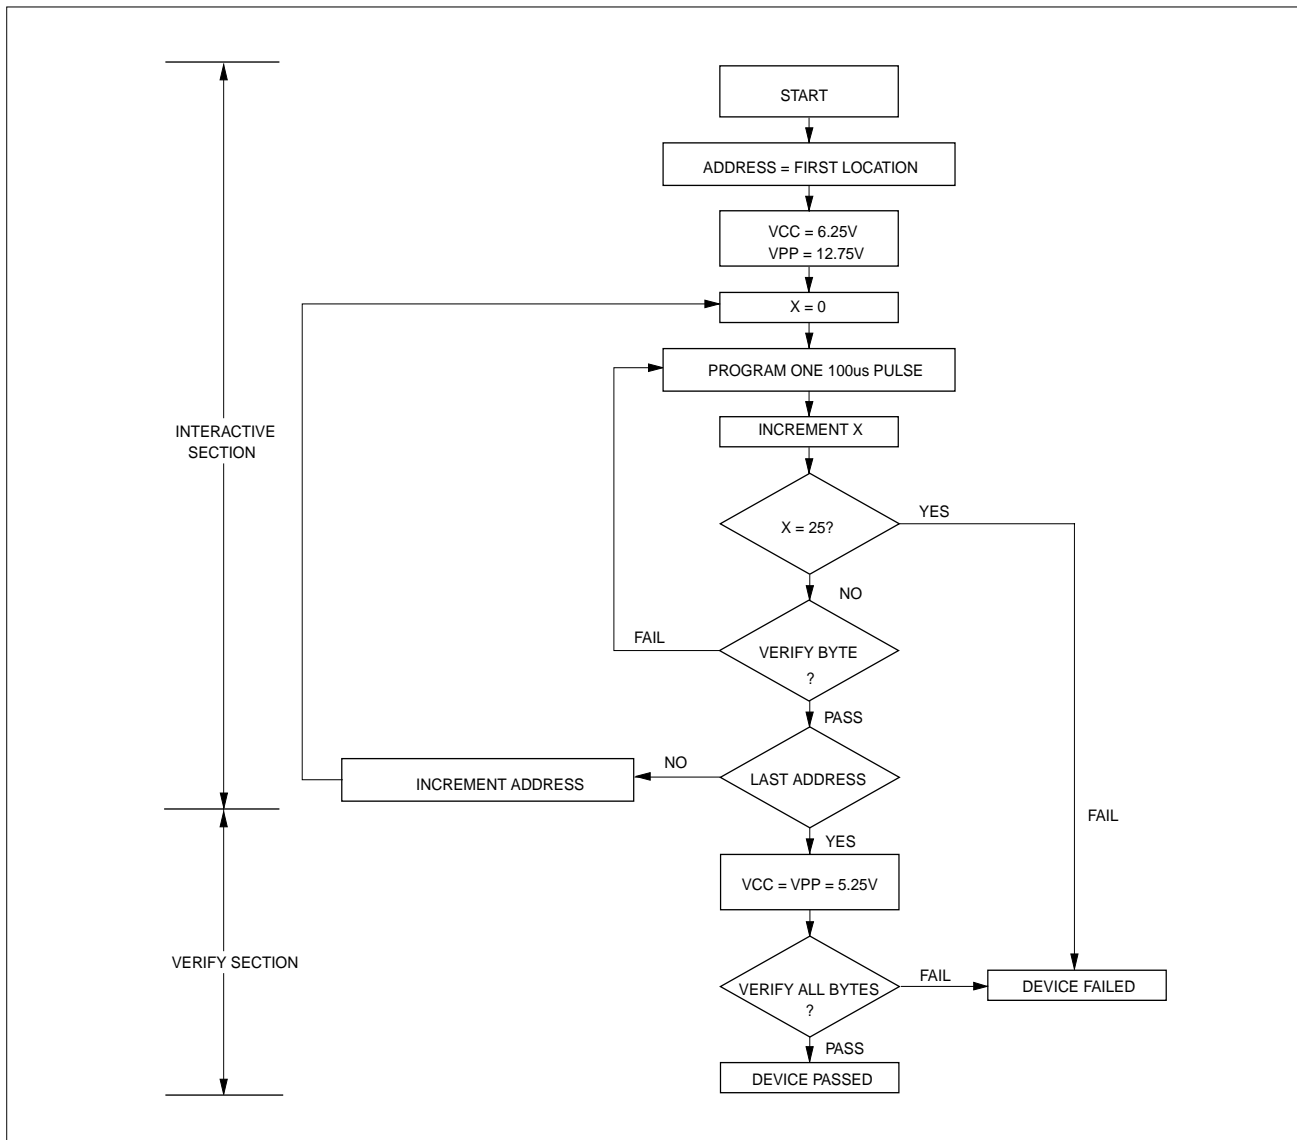 START
ADDRESS = FIRST LOCATION
VCC = 6.25V
VPP = 12.75V
X = 0
PROGRAM ONE 100us PULSE
INCREMENT X
INTERACTIVE
SECTION
X = 25?
YES
NO
FAIL
VERIFY BYTE
?
PASS
NO
LAST ADDRESS
INCREMENT ADDRESS
FAIL
YES
VCC = VPP = 5.25V
VERIFY SECTION
VERIFY ALL BYTES
?
FAIL
DEVICE FAILED
PASS
DEVICE PASSED